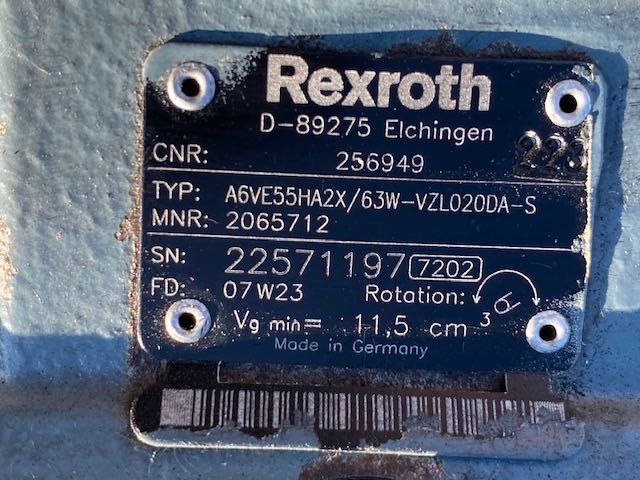 Rexroth
D-89275 Elchingen
CNR: 256949 223
TYP: A6VE55HA2X/63W-VZL020DA-S
MNR: 2065712
SN: 22571197 7202
FD: 07W23 Rotation:
Vg min= 11,5 cm³
Made in Germany